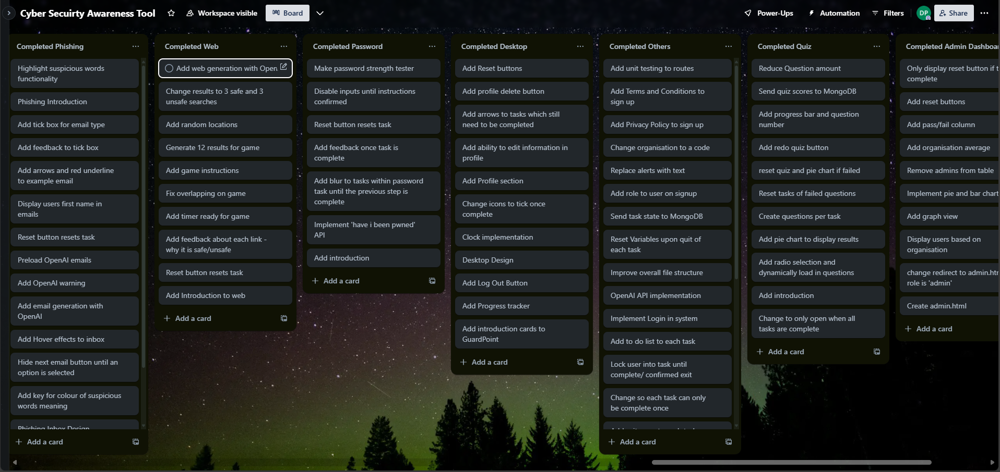 Cyber Secuirty Awareness Tool
Workspace visible
Board
Power-Ups
Automation
Filters
DP
Share
Completed Phishing
Highlight suspicious words
functionality
Phishing Introduction
Add tick box for email type
Add feedback to tick box
Add arrows and red underline
to example email
Display users first name in
emails
Reset button resets task
Preload OpenAI emails
Add OpenAI warning
Add email generation with
OpenAI
Add Hover effects to inbox
Hide next email button until an
option is selected
Add key for colour of suspicious
words meaning
Phishing Inbox Design
Add a card
Completed Web
Add web generation with Open
Change results to 3 safe and 3
unsafe searches
Add random locations
Generate 12 results for game
Add game instructions
Fix overlapping on game
Add timer ready for game
Add feedback about each link -
why it is safe/unsafe
Reset button resets task
Add Introduction to web
Add a card
Completed Password
Make password strength tester
Disable inputs until instructions
confirmed
Reset button resets task
Add feedback once task is
complete
Add blur to tasks within password
task until the previous step is
complete
Implement 'have i been pwned'
API
Add introduction
Add a card
Completed Desktop
Add Reset buttons
Add profile delete button
Add arrows to tasks which still
need to be completed
Add ability to edit information in
profile
Add Profile section
Change icons to tick once
complete
Clock implementation
Desktop Design
Add Log Out Button
Add Progress tracker
Add introduction cards to
GuardPoint
Add a card
Completed Others
Add unit testing to routes
Add Terms and Conditions to
sign up
Add Privacy Policy to sign up
Change organisation to a code
Replace alerts with text
Add role to user on signup
Send task state to MongoDB
Reset Variables upon quit of
each task
Improve overall file structure
OpenAI API implementation
Implement Login in system
Add to do list to each task
Lock user into task until
complete/ confirmed exit
Change so each task can only
be complete once
Add a card
Completed Quiz
Reduce Question amount
Send quiz scores to MongoDB
Add progress bar and question
number
Add redo quiz button
reset quiz and pie chart if failed
Reset tasks of failed questions
Create questions per task
Add pie chart to display results
Add radio selection and
dynamically load in questions
Add introduction
Change to only open when all
tasks are complete
Add a card
Completed Admin Dashboar
Only display reset button if t
complete
Add reset buttons
Add pass/fail column
Add organisation average
Remove admins from table
Implement pie and bar chart
Add graph view
Display users based on
organisation
change redirect to admin.htr
role is 'admin'
Create admin.html
Add a card